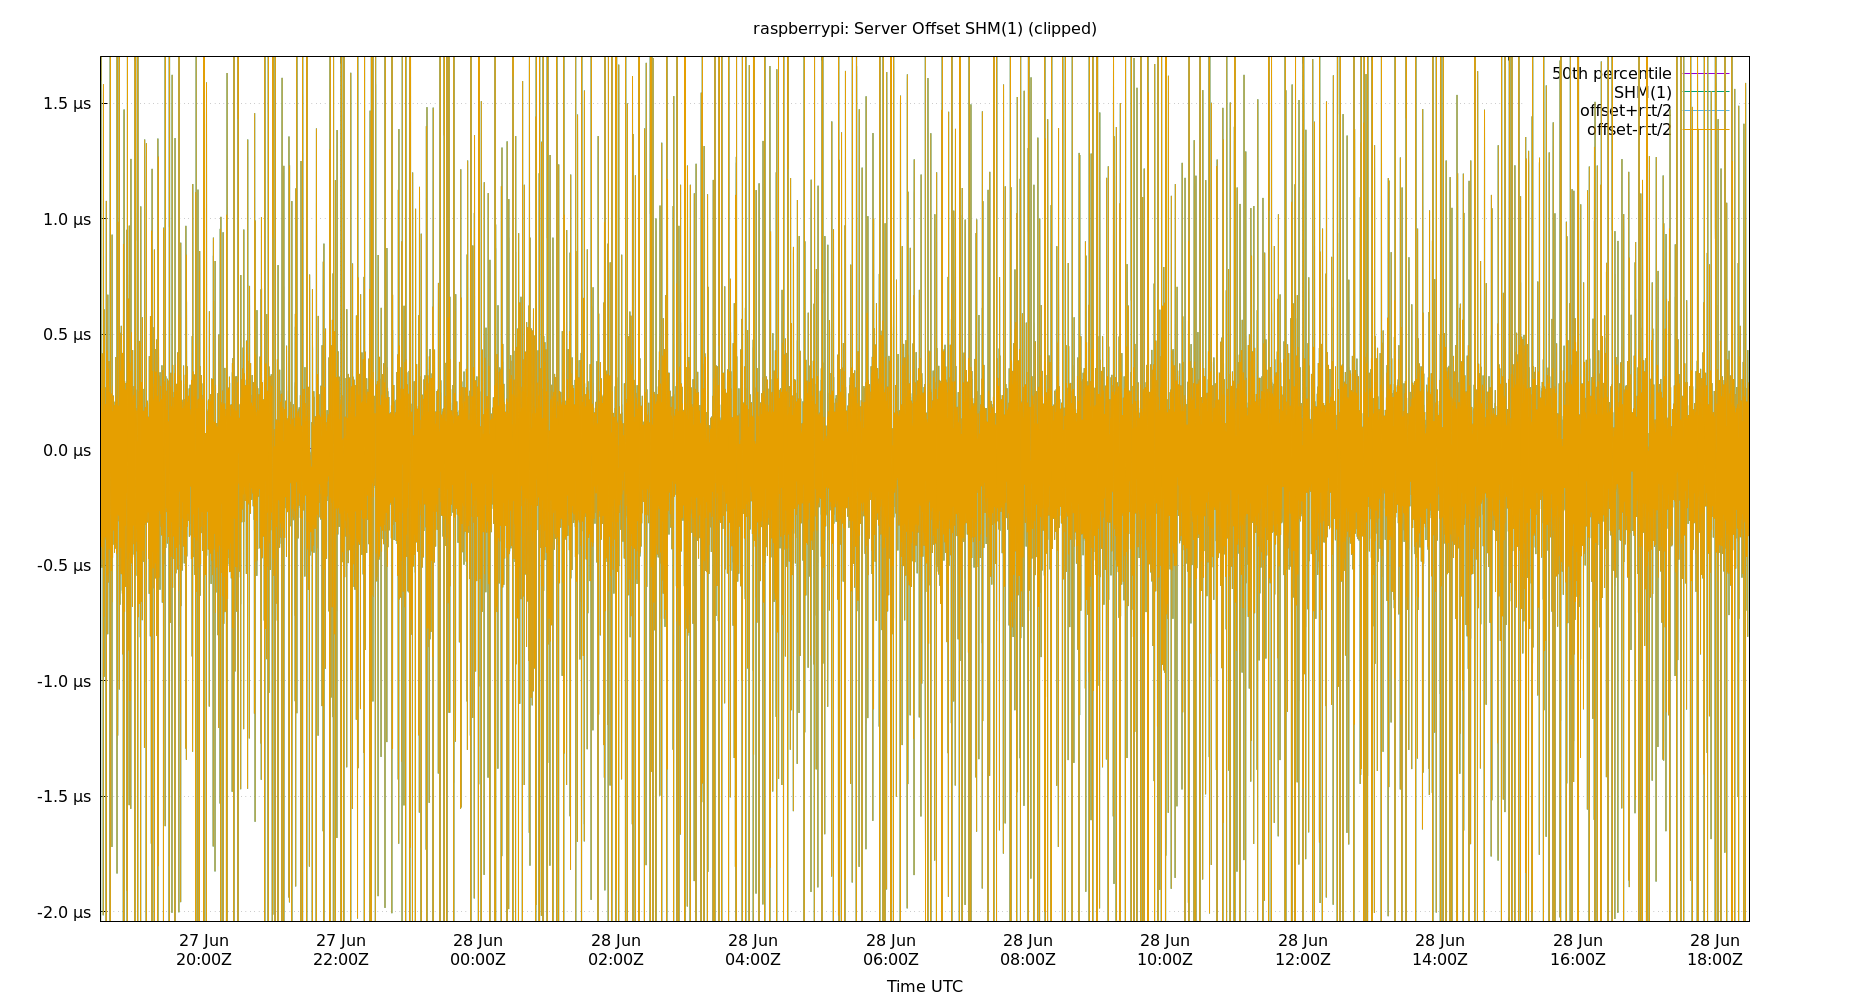 raspberrypi: Server Offset SHM(1) (clipped)
50th percentile
SHM(1)
offset+rtt/2
offset-rtt/2
1.5 µs
1.0 µs
0.5 µs
0.0 µs
-0.5 µs
-1.0 µs
-1.5 µs
-2.0 µs
27 Jun 27 Jun 28 Jun 28 Jun 28 Jun 28 Jun 28 Jun 28 Jun 28 Jun 28 Jun 28 Jun 28 Jun
20:00Z 22:00Z 00:00Z 02:00Z 04:00Z 06:00Z 08:00Z 10:00Z 12:00Z 14:00Z 16:00Z 18:00Z
Time UTC